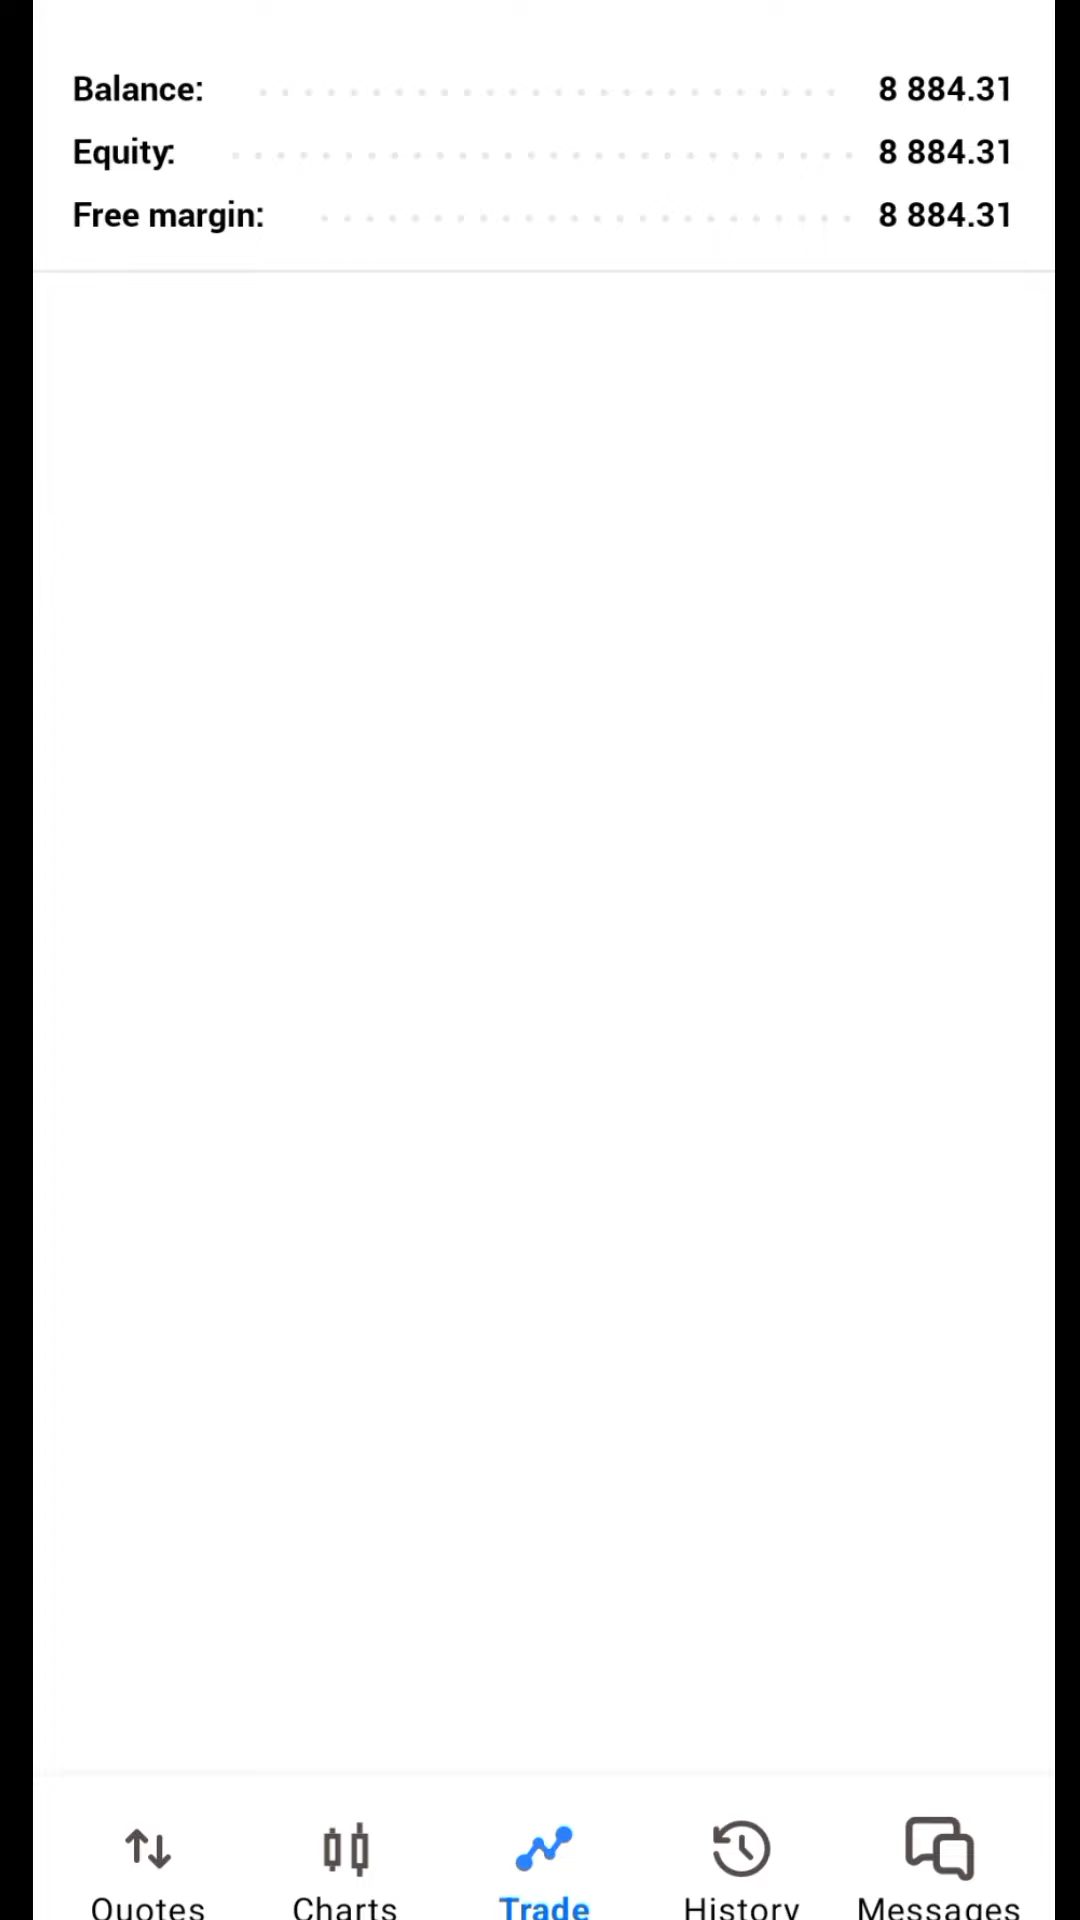 Balance: 8 884.31
Equity: 8 884.31
Free margin: 8 884.31
Quotes Charts Trade History Messages